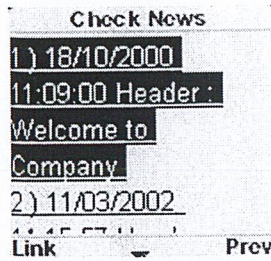 Check News
1 ) 18/10/2000
11:09:00 Header :
Welcome to
Company
2 ) 11/03/2002
Link Prev